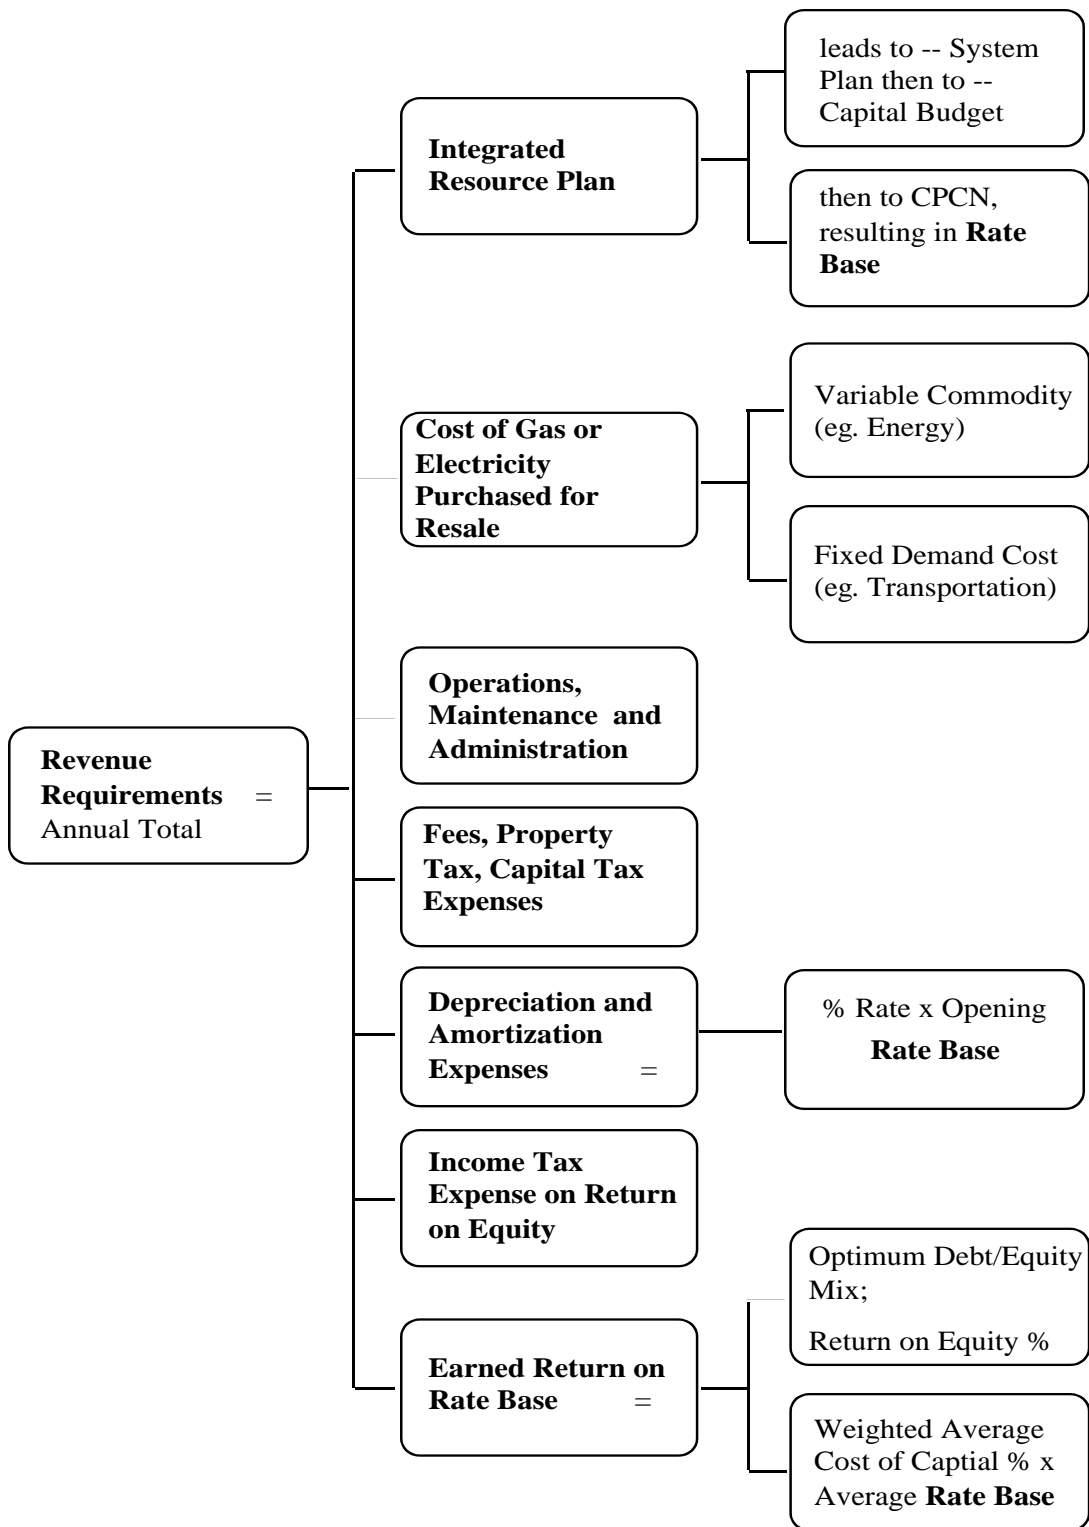 Revenue
Requirements =
Annual Total
Integrated
Resource Plan
leads to -- System
Plan then to --
Capital Budget
then to CPCN,
resulting in Rate
Base
Cost of Gas or
Electricity
Purchased for
Resale
Variable Commodity
(eg. Energy)
Fixed Demand Cost
(eg. Transportation)
Operations,
Maintenance and
Administration
Fees, Property
Tax, Capital Tax
Expenses
Depreciation and
Amortization
Expenses =
% Rate x Opening
Rate Base
Income Tax
Expense on Return
on Equity
Earned Return on
Rate Base =
Optimum Debt/Equity
Mix;
Return on Equity %
Weighted Average
Cost of Captial % x
Average Rate Base